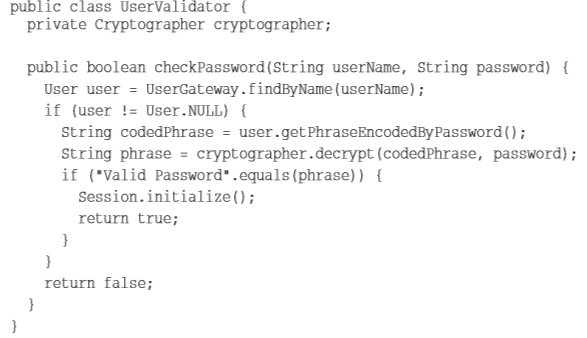 public class UserValidator {
  private Cryptographer cryptographer;

  public boolean checkPassword(String userName, String password) {
    User user = UserGateway.findByName(userName);
    if (user != User.NULL) {
      String codedPhrase = user.getPhraseEncodedByPassword();
      String phrase = cryptographer.decrypt(codedPhrase, password);
      if ("Valid Password".equals(phrase)) {
        Session.initialize();
        return true;
      }
    }
    return false;
  }
}